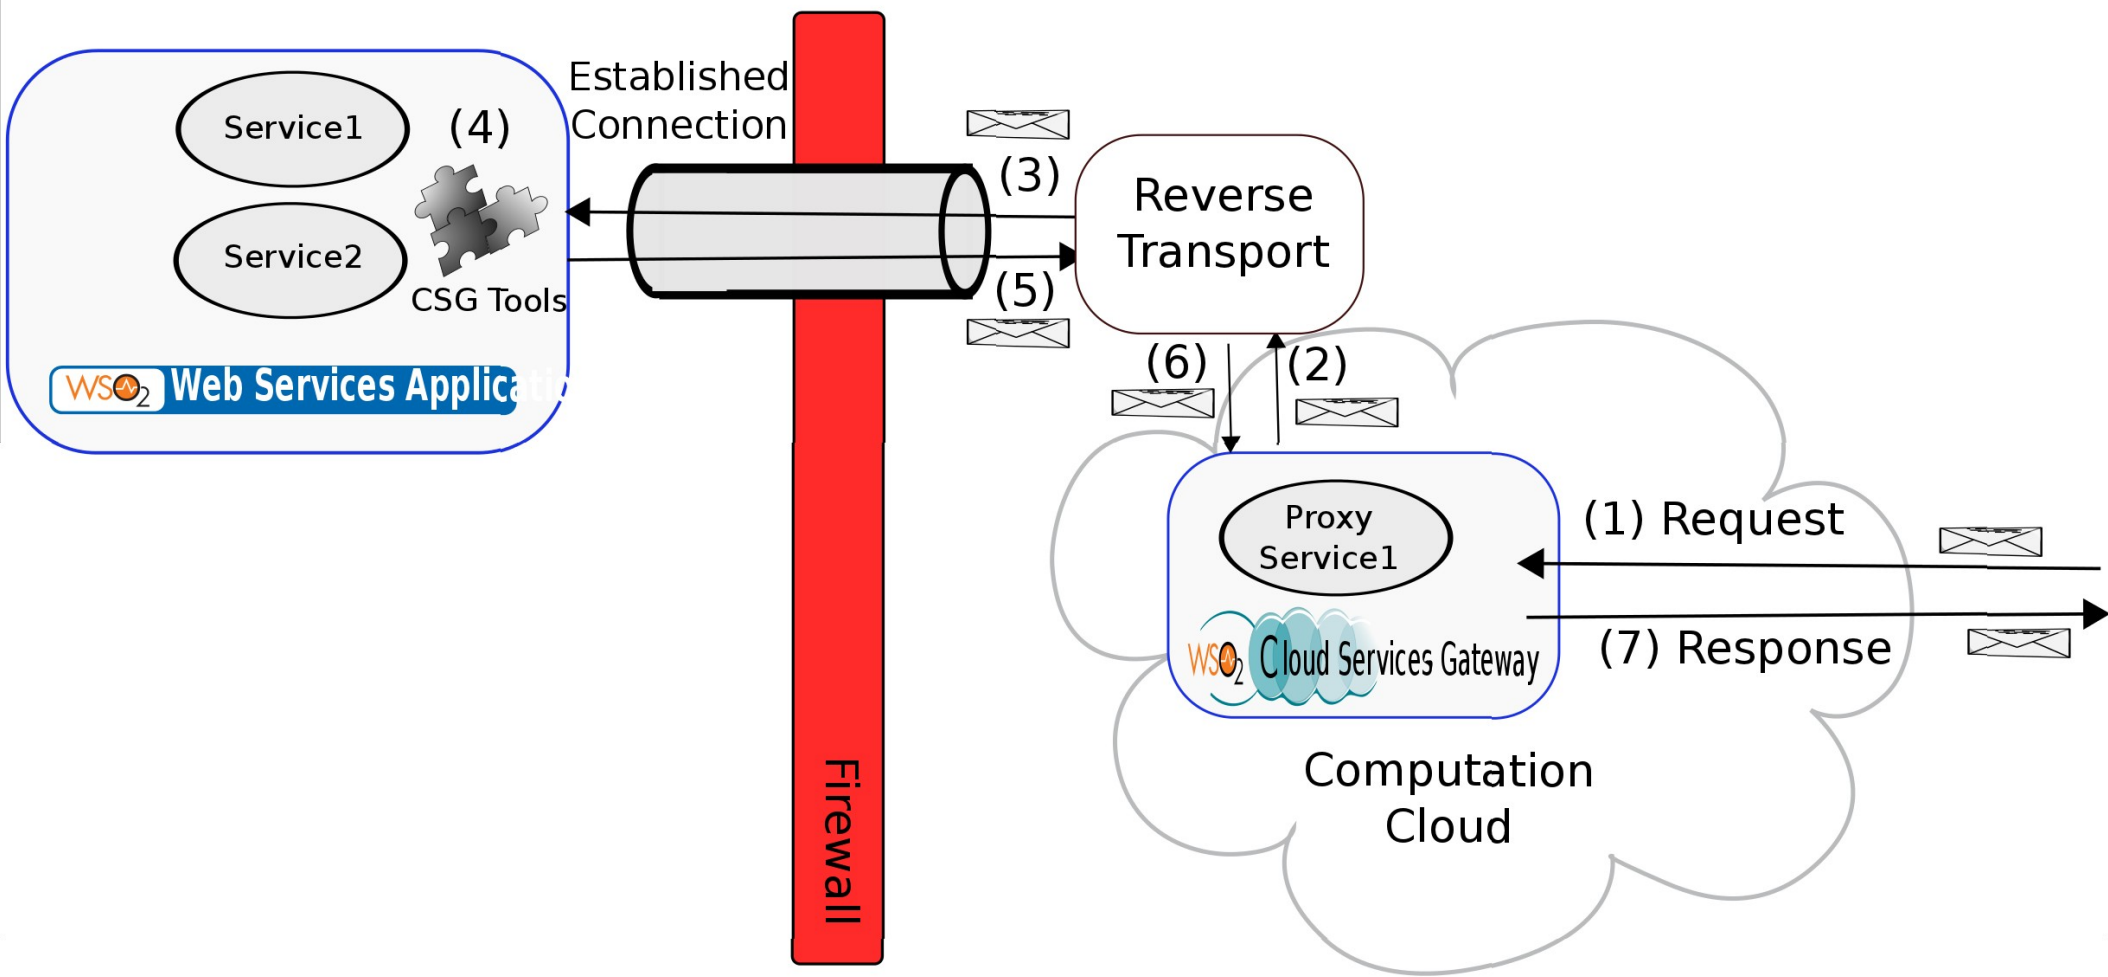 Established
Connection
Service1
(4)
(3)
Reverse
Transport
Service2
(5)
CSG Tools
(6)
(2)
WSO2 Web Services Applicatio
Proxy
Service1
(1) Request
WSO2 Cloud Services Gateway
(7) Response
Computation
Cloud
Firewall